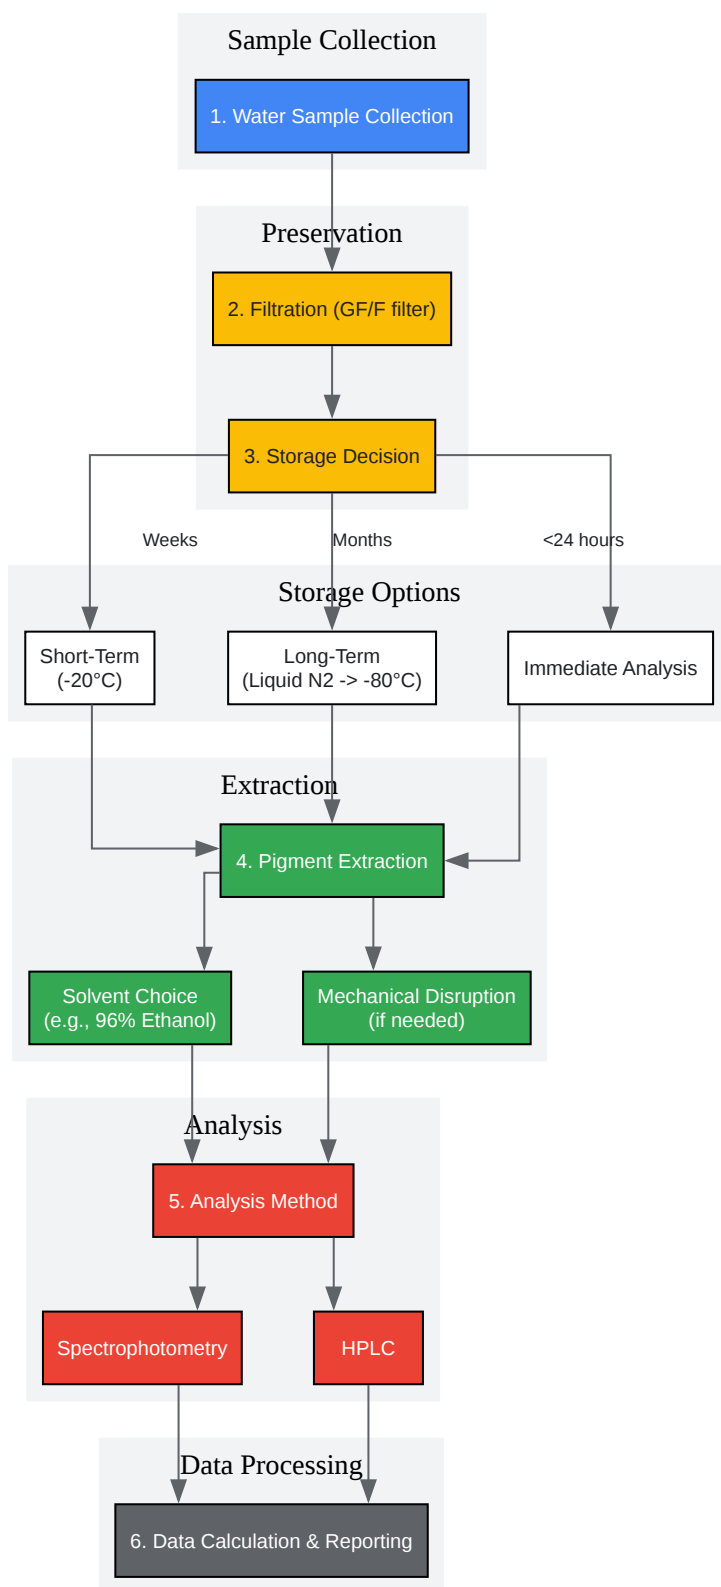 Sample Collection
1. Water Sample Collection
Preservation
2. Filtration (GF/F filter)
3. Storage Decision
Weeks
Months
<24 hours
Storage Options
Short-Term
(-20°C)
Long-Term
(Liquid N2 -> -80°C)
Immediate Analysis
Extraction
4. Pigment Extraction
Solvent Choice
(e.g., 96% Ethanol)
Mechanical Disruption
(if needed)
Analysis
5. Analysis Method
Spectrophotometry
HPLC
Data Processing
6. Data Calculation & Reporting